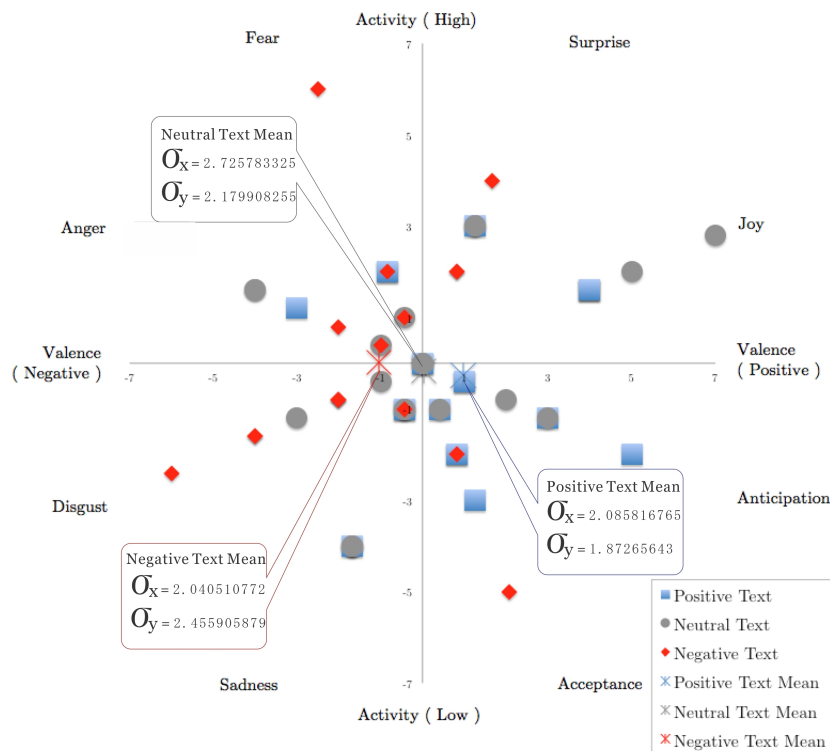 Activity ( High)
7
Fear
Surprise
5
Neutral Text Mean
σx = 2.725783325
σy = 2.179908255
3
Anger
Joy
1
Valence
( Negative )
Valence
( Positive )
-7
-5
-3
-1
1
3
5
7
-1
-3
Disgust
Anticipation
Positive Text Mean
σx = 2.085816765
σy = 1.87265643
Negative Text Mean
σx = 2.040510772
σy = 2.455905879
-5
-7
Sadness
Acceptance
Activity ( Low )
Positive Text
Neutral Text
Negative Text
Positive Text Mean
Neutral Text Mean
Negative Text Mean